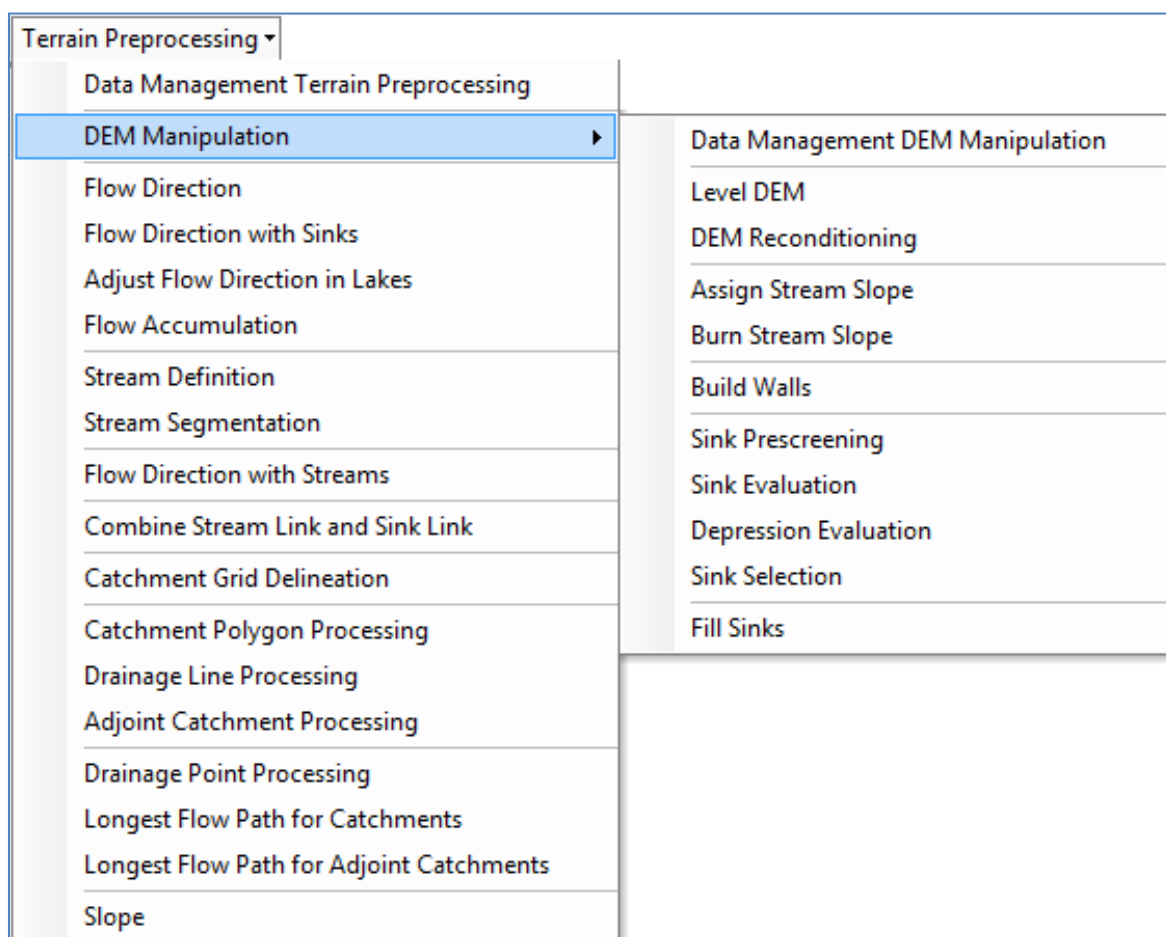 Terrain Preprocessing
Data Management Terrain Preprocessing
DEM Manipulation
Flow Direction
Flow Direction with Sinks
Adjust Flow Direction in Lakes
Flow Accumulation
Stream Definition
Stream Segmentation
Flow Direction with Streams
Combine Stream Link and Sink Link
Catchment Grid Delineation
Catchment Polygon Processing
Drainage Line Processing
Adjoint Catchment Processing
Drainage Point Processing
Longest Flow Path for Catchments
Longest Flow Path for Adjoint Catchments
Slope
Data Management DEM Manipulation
Level DEM
DEM Reconditioning
Assign Stream Slope
Burn Stream Slope
Build Walls
Sink Prescreening
Sink Evaluation
Depression Evaluation
Sink Selection
Fill Sinks